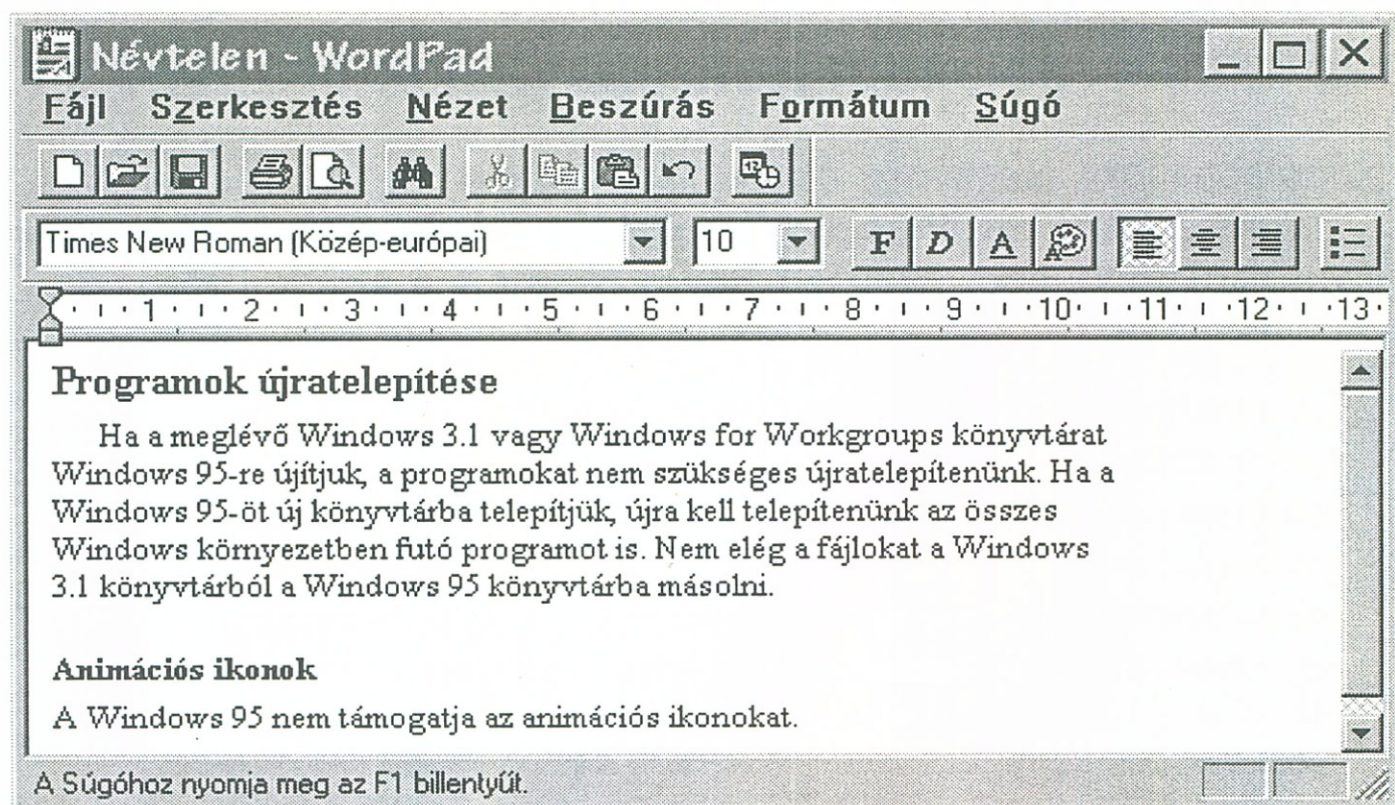 Névtelen - WordPad
Fájl Szerkesztés Nézet Beszúrás Formátum Súgó
Times New Roman (Közép-európai) 10 F D A
1 2 3 4 5 6 7 8 9 10 11 12 13
Programok újratelepítése
Ha a meglévő Windows 3.1 vagy Windows for Workgroups könyvtárat
Windows 95-re újítjuk, a programokat nem szükséges újratelepítenünk. Ha a
Windows 95-öt új könyvtárba telepítjük, újra kell telepítenünk az összes
Windows környezetben futó programot is. Nem elég a fájlokat a Windows
3.1 könyvtárból a Windows 95 könyvtárba másolni.
Animációs ikonok
A Windows 95 nem támogatja az animációs ikonokat.
A Súgóhoz nyomja meg az F1 billentyűt.